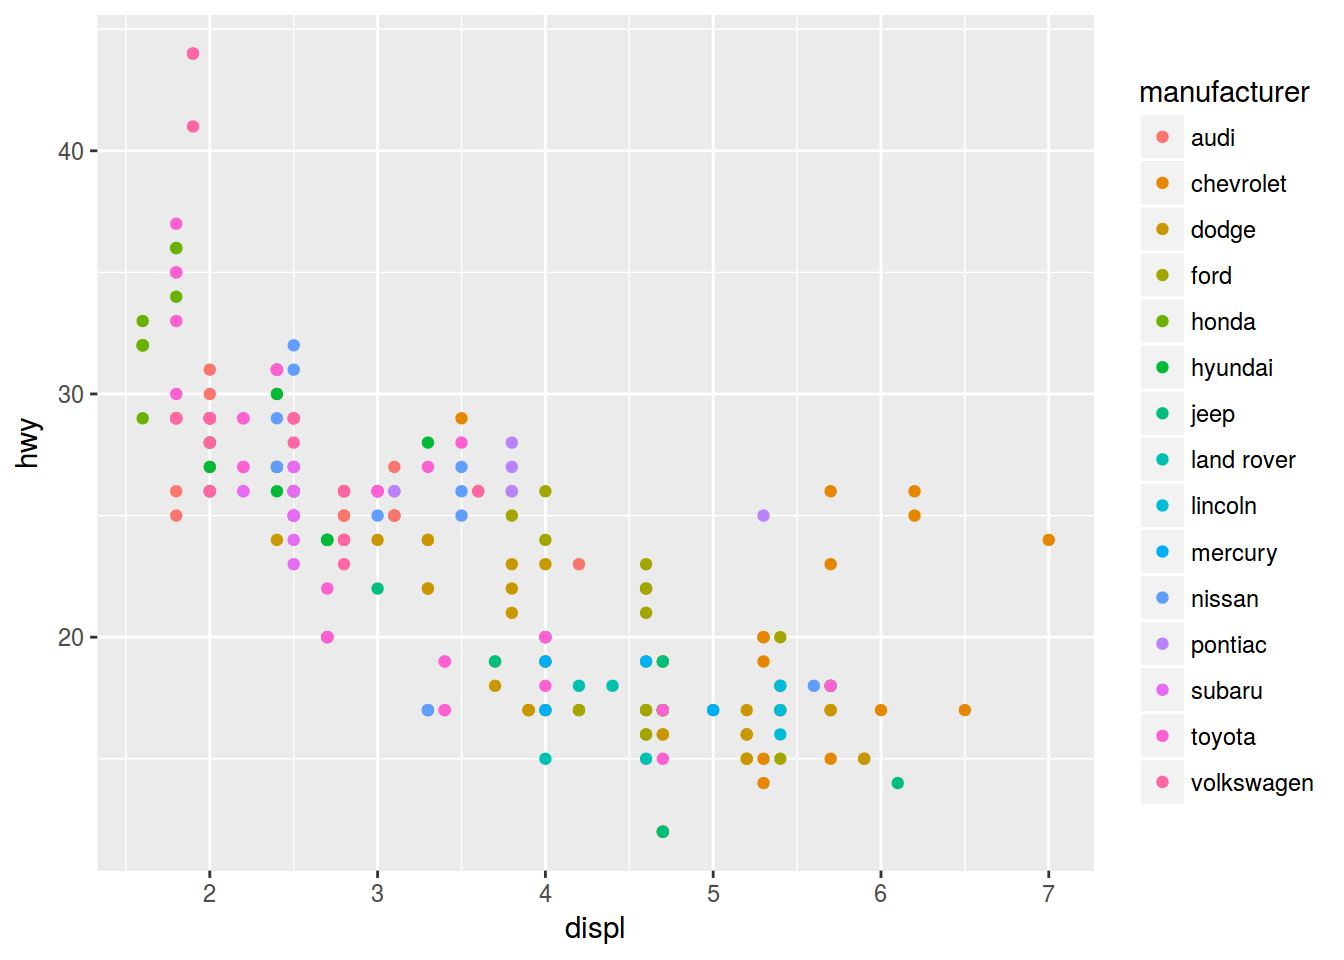 manufacturer
audi
chevrolet
dodge
ford
honda
hyundai
jeep
land rover
lincoln
mercury
nissan
pontiac
subaru
toyota
volkswagen
hwy
40
30
20
2 3 4 5 6 7
displ